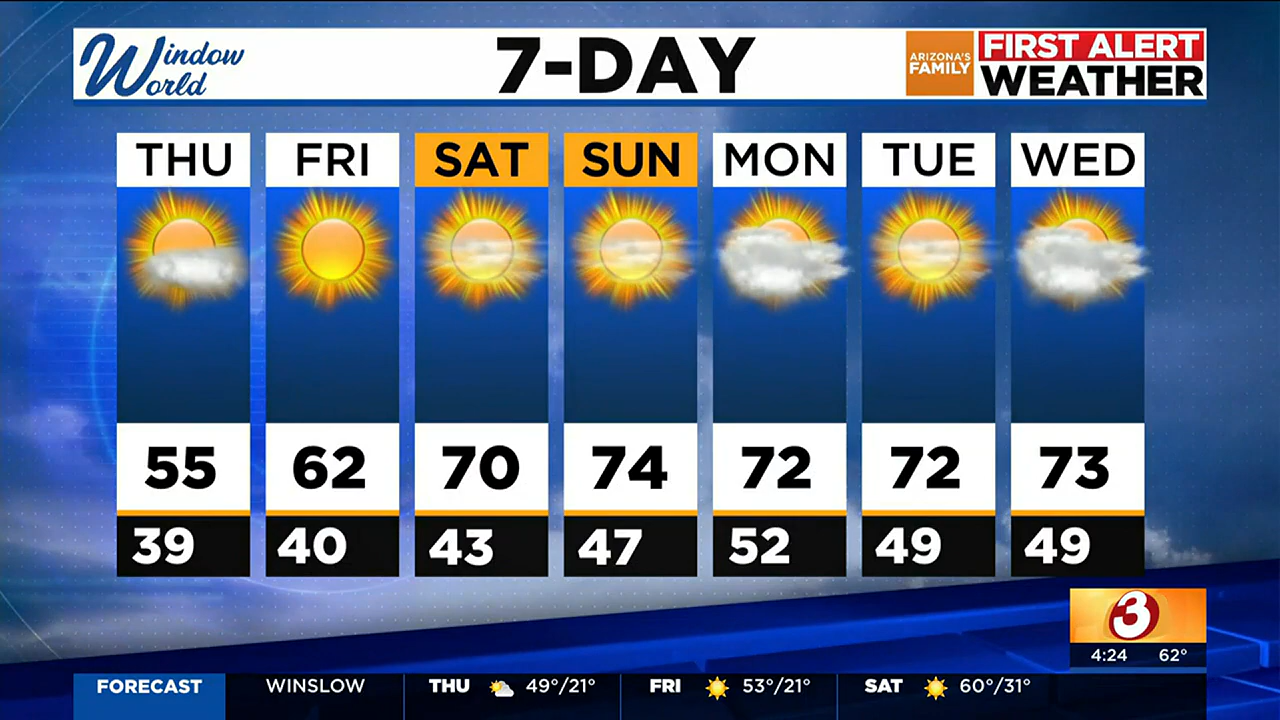 Window World
7-DAY
ARIZONA'S FAMILY
FIRST ALERT WEATHER
THU FRI SAT SUN MON TUE WED
55 62 70 74 72 72 73
39 40 43 47 52 49 49
3
4:24 62°
FORECAST WINSLOW THU 49°/21° FRI 53°/21° SAT 60°/31°